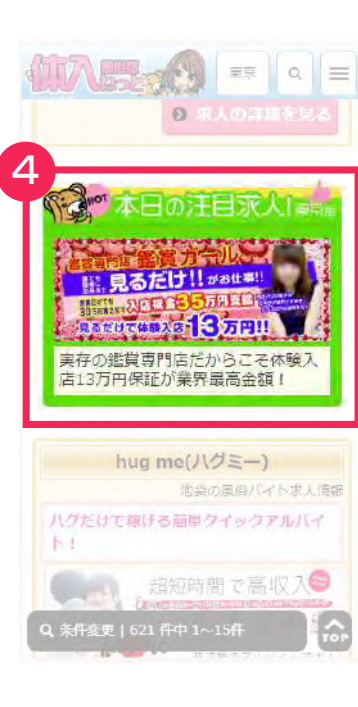 体入
東京
求人の詳細を見る
4
HOT
本日の注目求人!東京版
鑑賞専門店 鑑賞ガール
見るだけ!!がお仕事!!
入店祝金35万円支給
見るだけで体験入店13万円!!
実存の鑑賞専門店だからこそ体験入
店13万円保証が業界最高金額！
hug me(ハグミー)
池袋の風俗バイト求人情報
ハグだけで稼げる簡単クイックアルバイ
ト！
超短時間で高収入
条件変更 | 621 件中 1〜15件
TOP